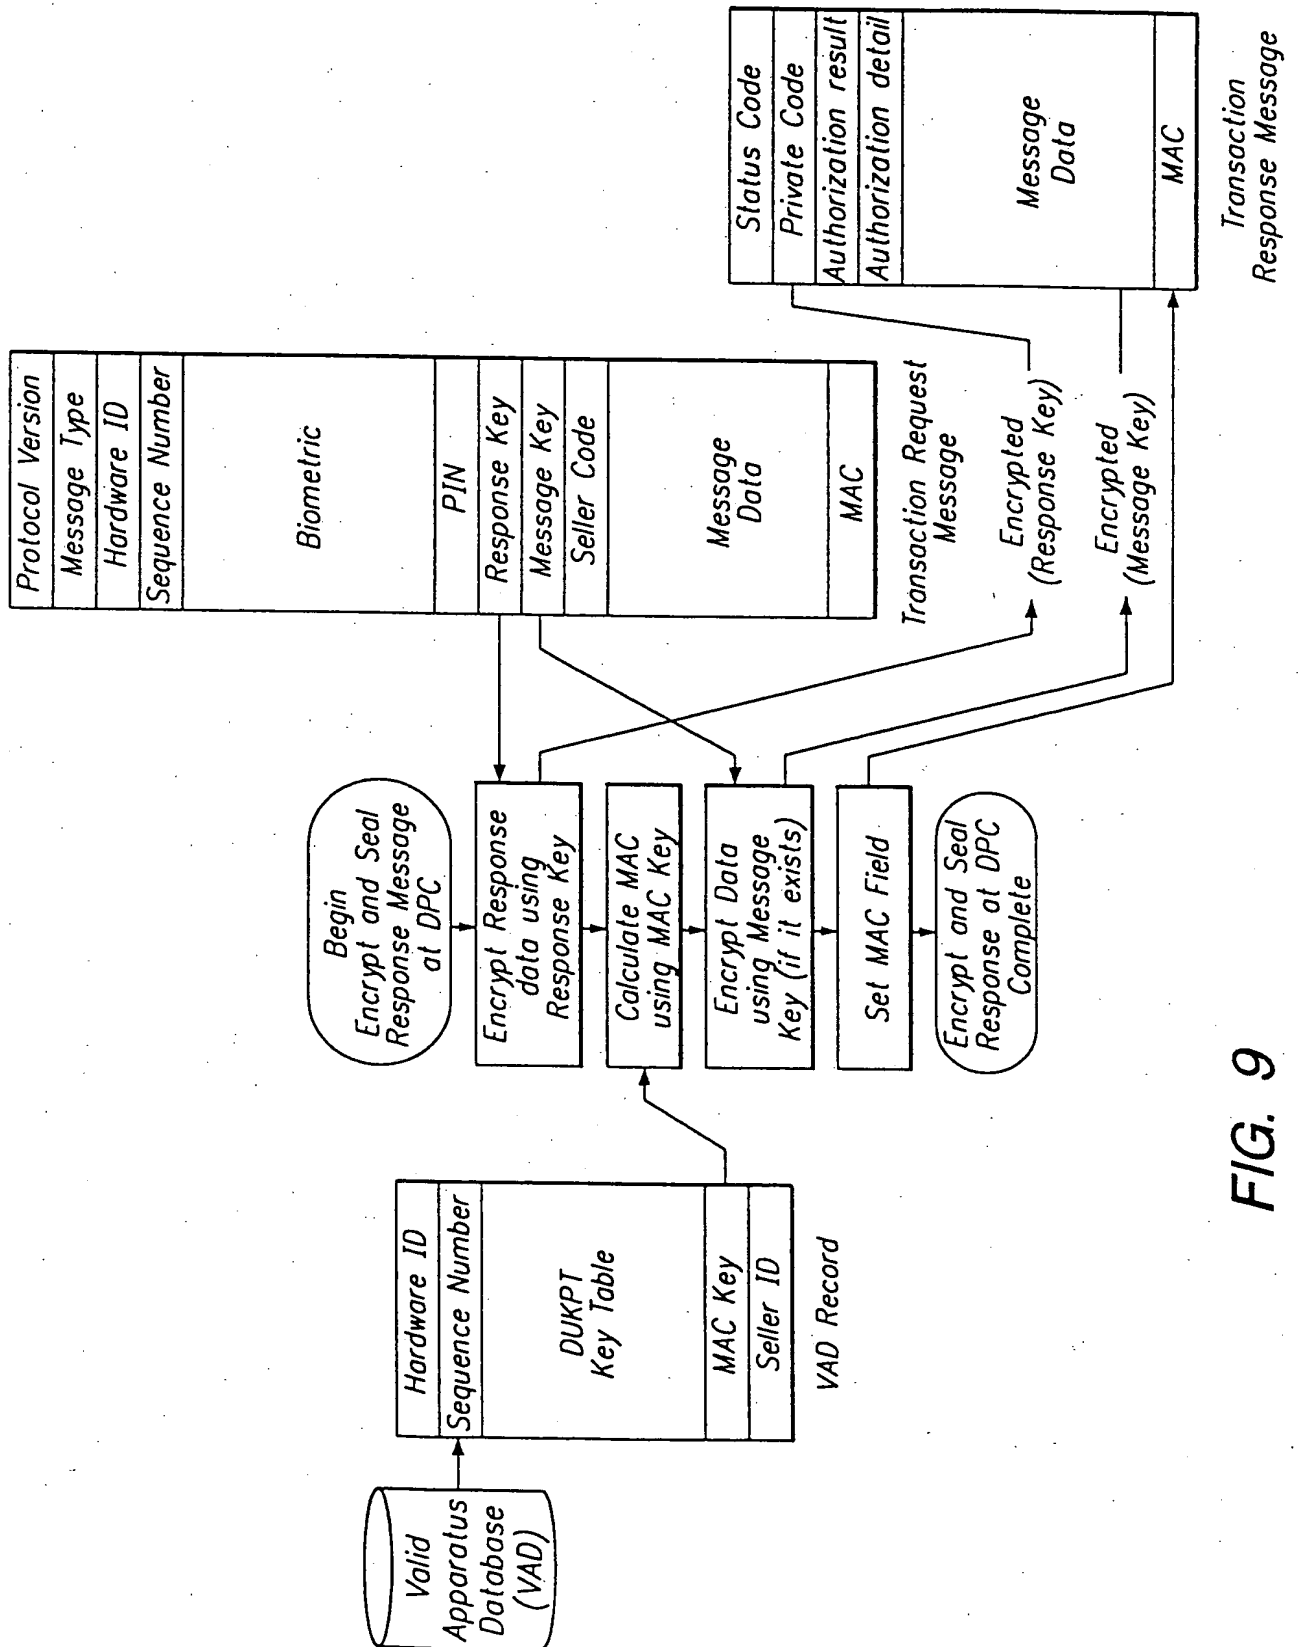 Valid
Apparatus
Database
(VAD)
Hardware ID
Sequence Number
DUKPT
Key Table
MAC Key
Seller ID
VAD Record
Begin
Encrypt and Seal
Response Message
at DPC
Encrypt Response
data using
Response Key
Calculate MAC
using MAC Key
Encrypt Data
using Message
Key (if it exists)
Set MAC Field
Encrypt and Seal
Response at DPC
Complete
Protocol Version
Message Type
Hardware ID
Sequence Number
Biometric
PIN
Response Key
Message Key
Seller Code
Message
Data
MAC
Transaction Request
Message
Encrypted
(Response Key)
Encrypted
(Message Key)
Status Code
Private Code
Authorization result
Authorization detail
Message
Data
MAC
Transaction
Response Message
FIG. 9